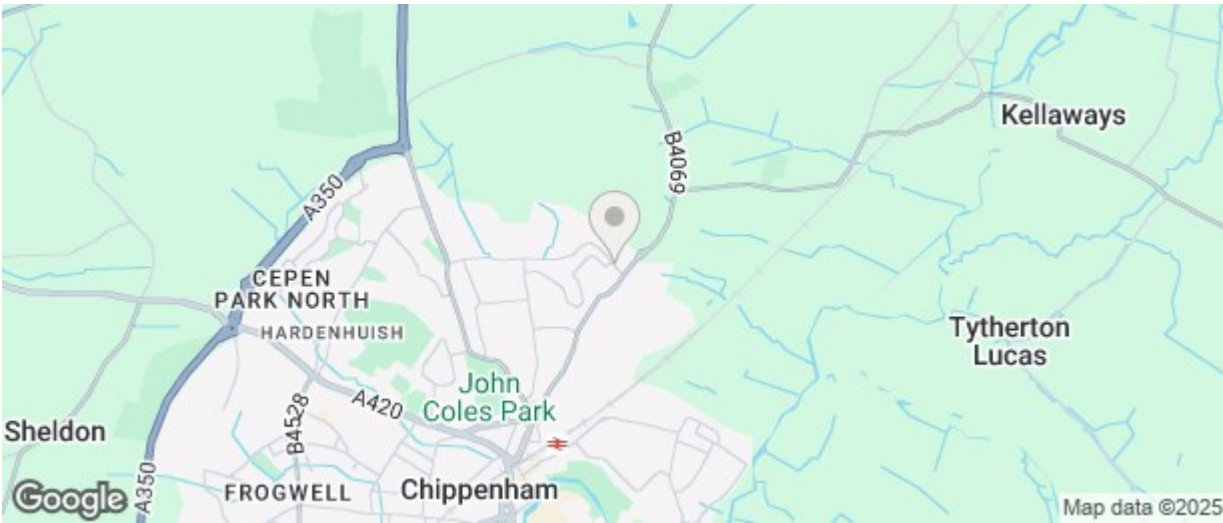 Kellaways
B4069
A350
CEPEN
PARK NORTH
HARDENHUISH
Tytherton
Lucas
John
Coles Park
A420
B4528
Sheldon
A350
FROGWELL
Chippenham
Google
Map data ©2025